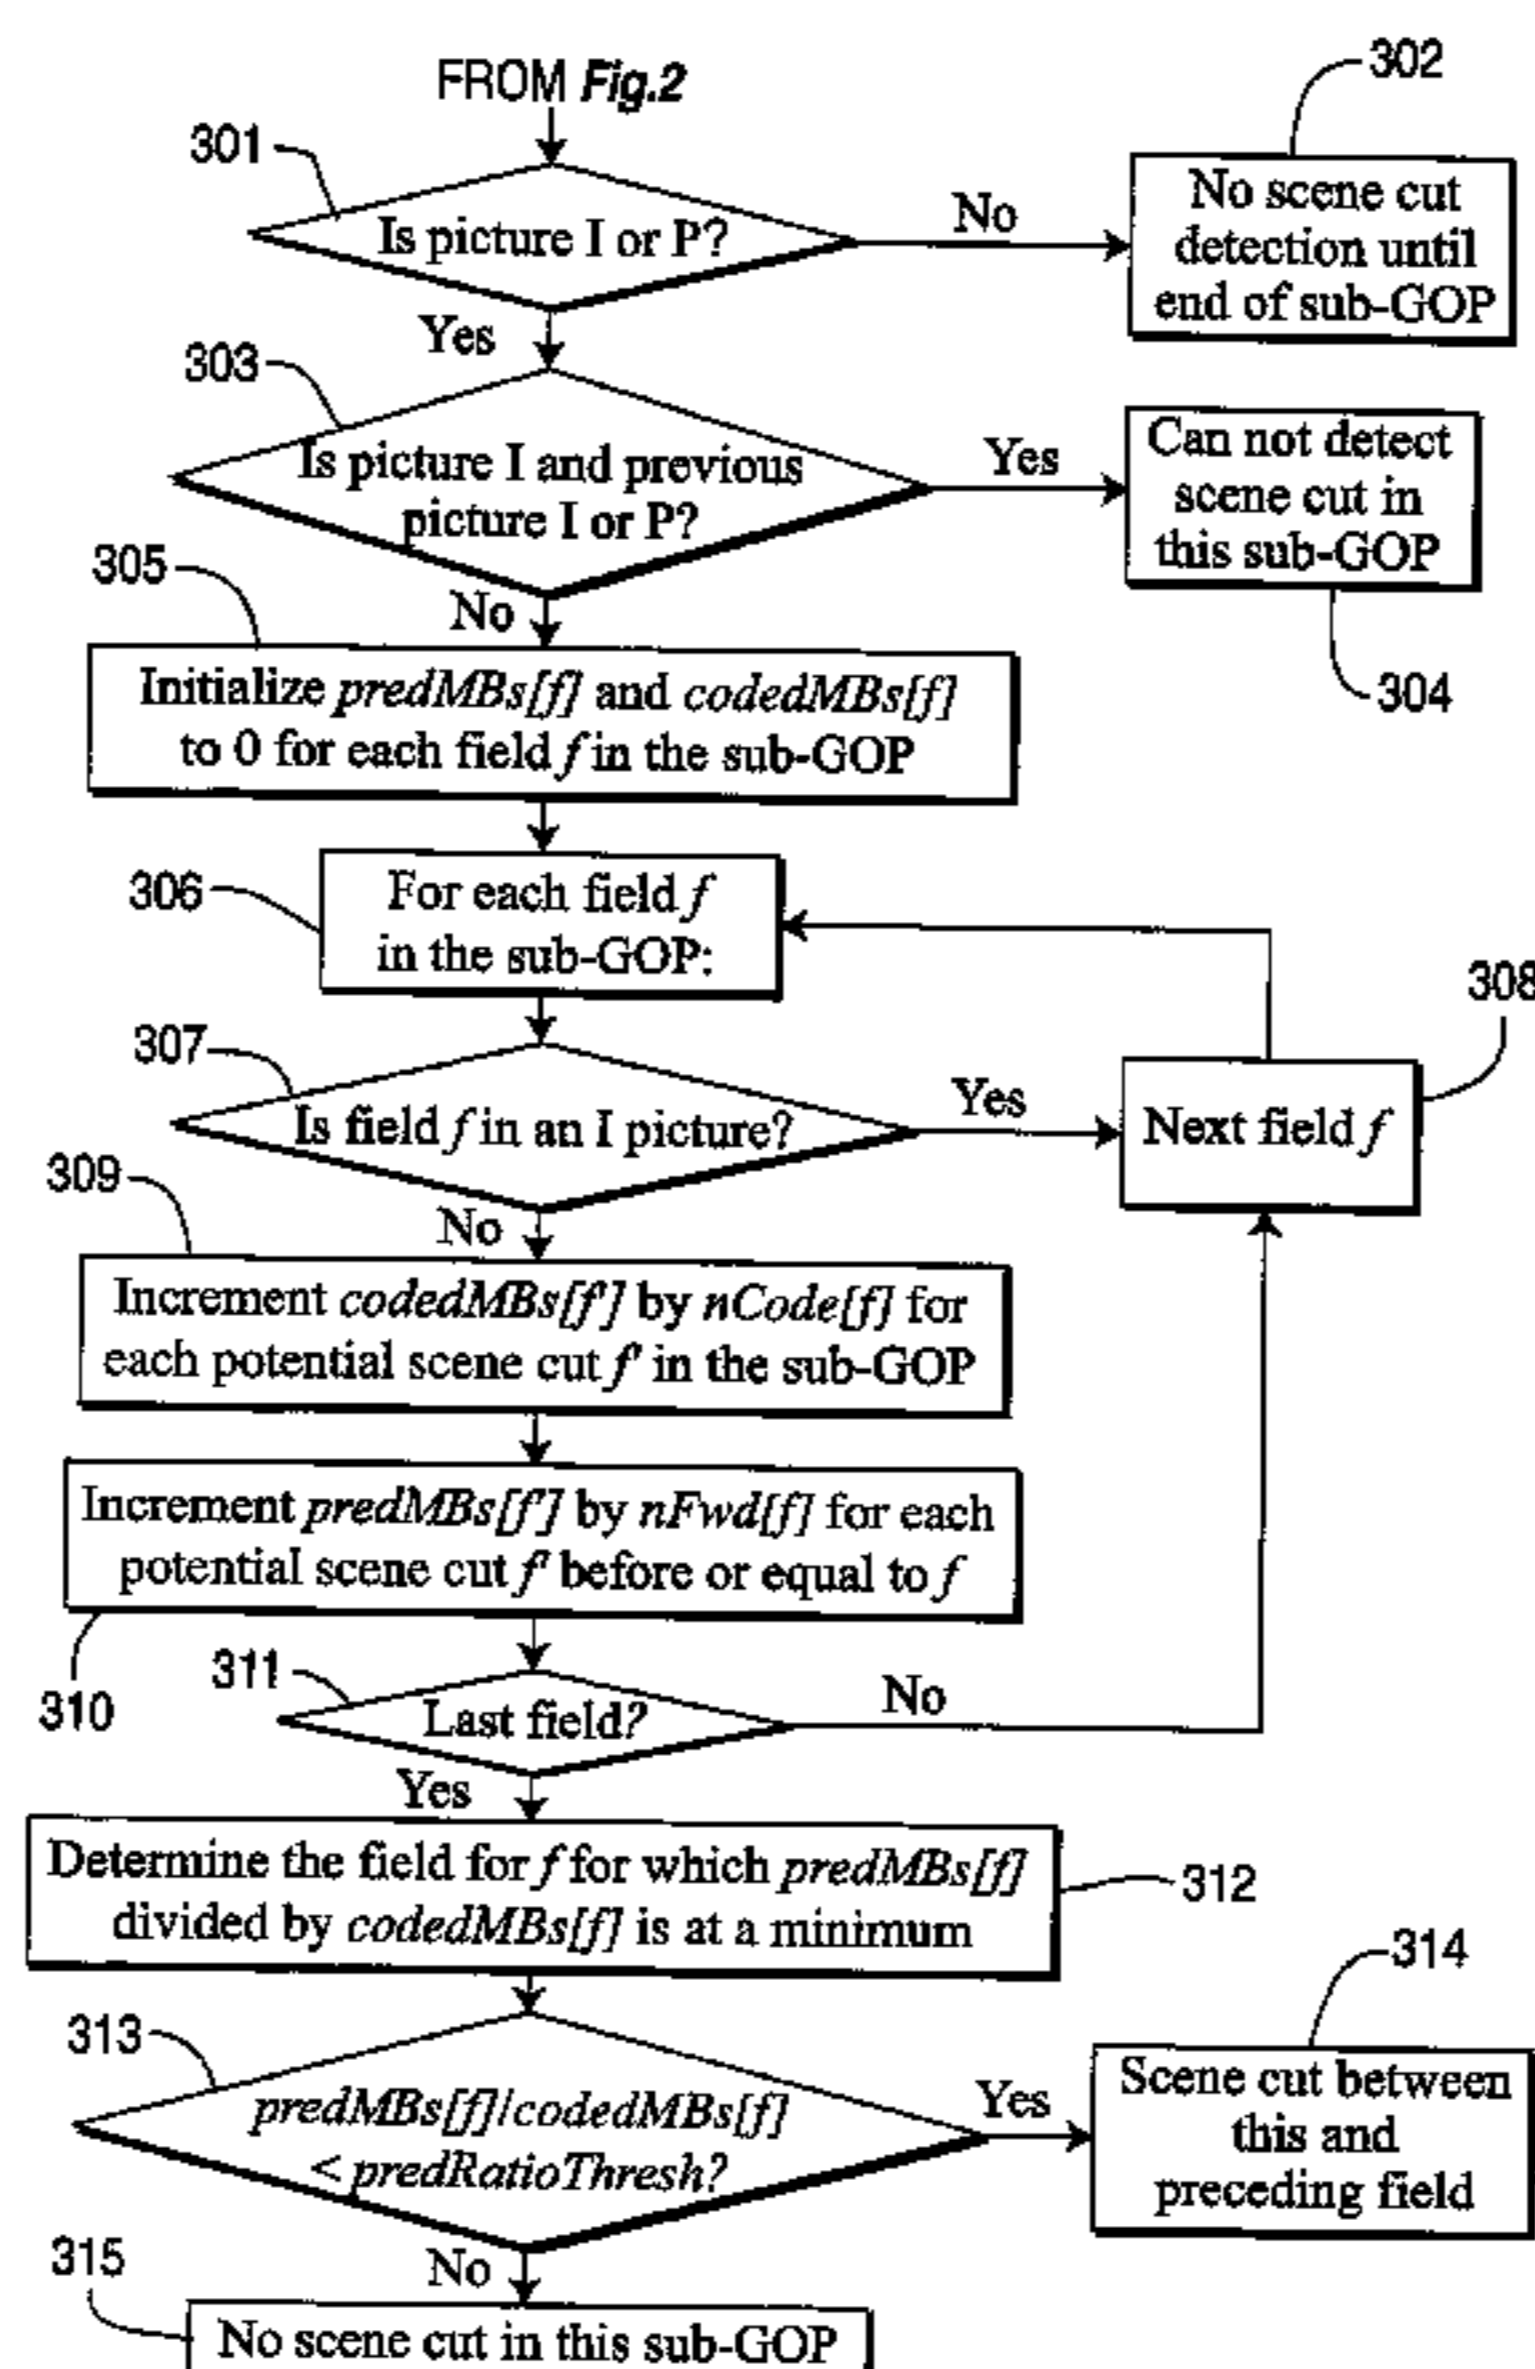 FROM Fig.2
301
Is picture I or P?
No
302
No scene cut
detection until
end of sub-GOP
Yes
303
Is picture I and previous
picture I or P?
Yes
Can not detect
scene cut in
this sub-GOP
304
No
305
Initialize predMBs[f] and codedMBs[f]
to 0 for each field f in the sub-GOP
306
For each field f
in the sub-GOP:
307
Is field f in an I picture?
Yes
308
Next field f
No
309
Increment codedMBs[f'] by nCode[f] for
each potential scene cut f' in the sub-GOP
Increment predMBs[f'] by nFwd[f] for each
potential scene cut f' before or equal to f
310
311
Last field?
No
Yes
Determine the field for f for which predMBs[f]
divided by codedMBs[f] is at a minimum
312
313
predMBs[f]/codedMBs[f]
< predRatioThresh?
Yes
314
Scene cut between
this and
preceding field
No
315
No scene cut in this sub-GOP